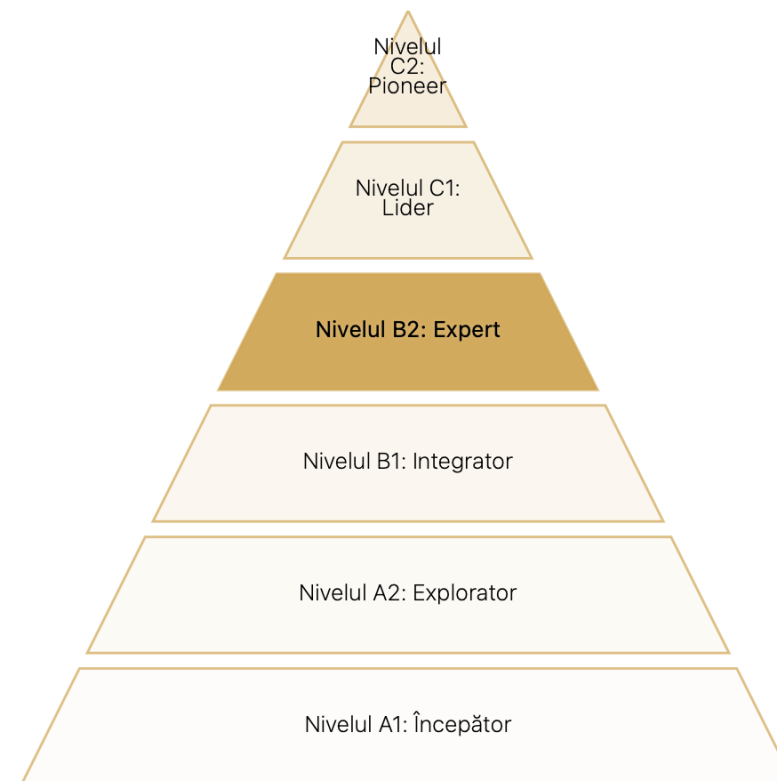 Nivelul
C2:
Pioneer
Nivelul C1:
Lider
Nivelul B2: Expert
Nivelul B1: Integrator
Nivelul A2: Explorator
Nivelul A1: Începător